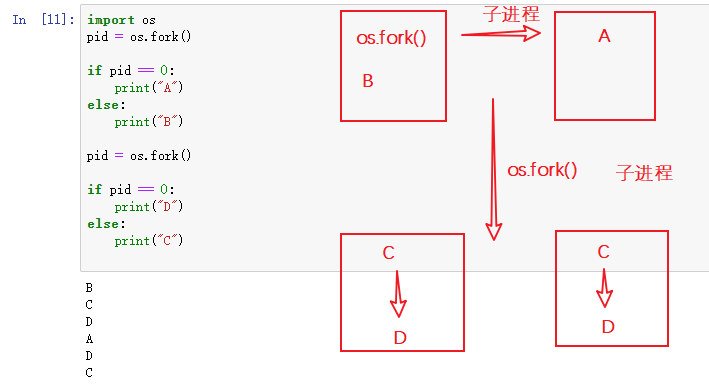 In [11]:
import os
pid = os.fork()
if pid == 0:
    print("A")
else:
    print("B")
pid = os.fork()
if pid == 0:
    print("D")
else:
    print("C")
B
C
D
A
D
C
子进程
os.fork()
B
A
os.fork()
子进程
C
D
C
D